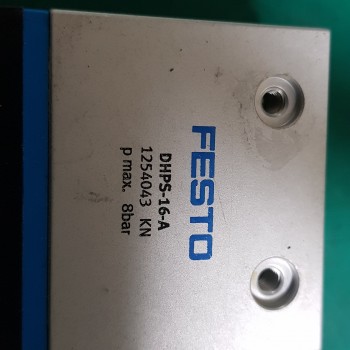 FESTO
DHPS-16-A
1254043 KN
p max. 8bar